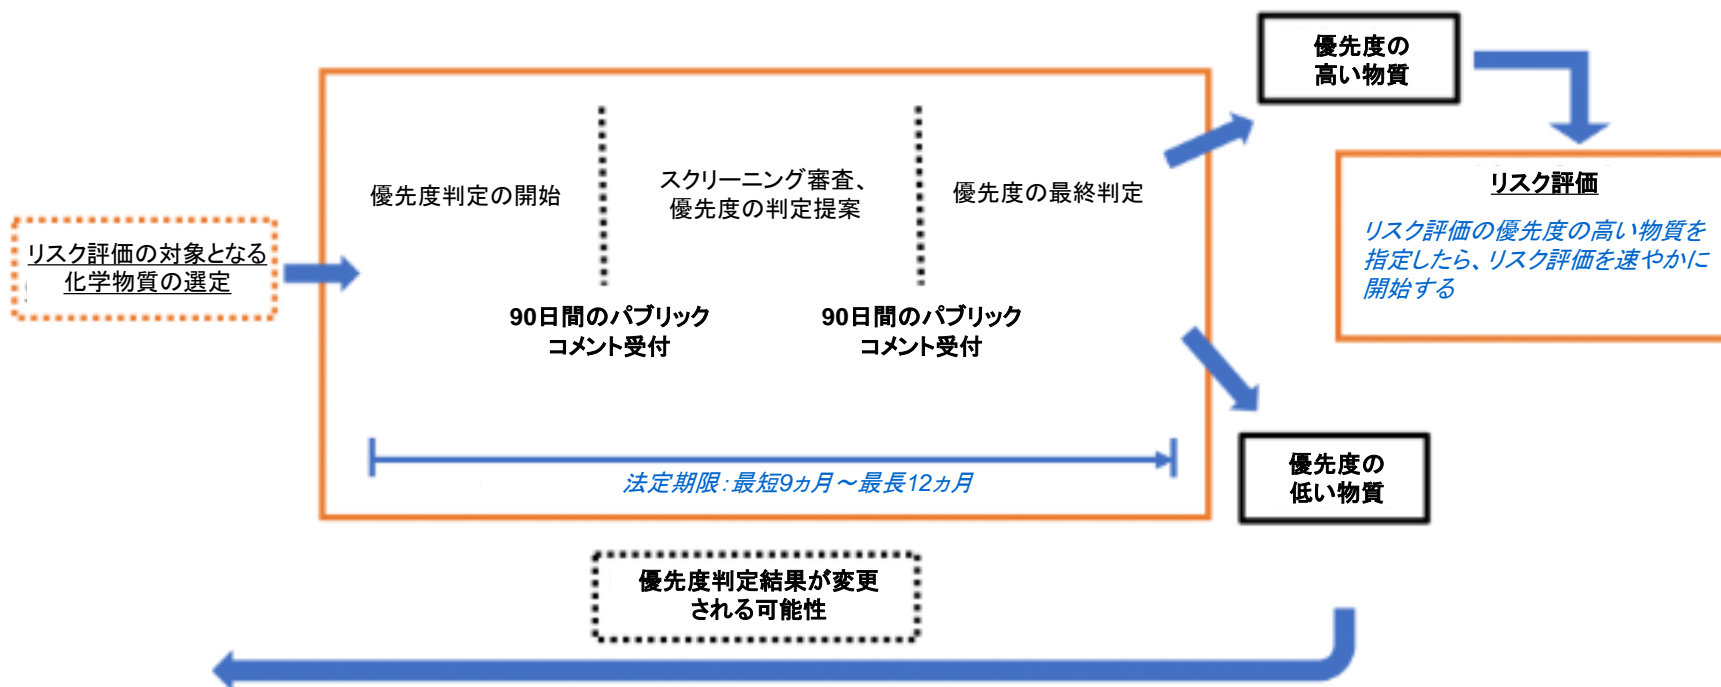 リスク評価の対象となる
化学物質の選定
優先度判定の開始
スクリーニング審査、
優先度の判定提案
優先度の最終判定
90日間のパブリック
コメント受付
90日間のパブリック
コメント受付
法定期限：最短9ヵ月～最長12ヵ月
優先度の
高い物質
リスク評価
リスク評価の優先度の高い物質を
指定したら、リスク評価を速やかに
開始する
優先度の
低い物質
優先度判定結果が変更
される可能性